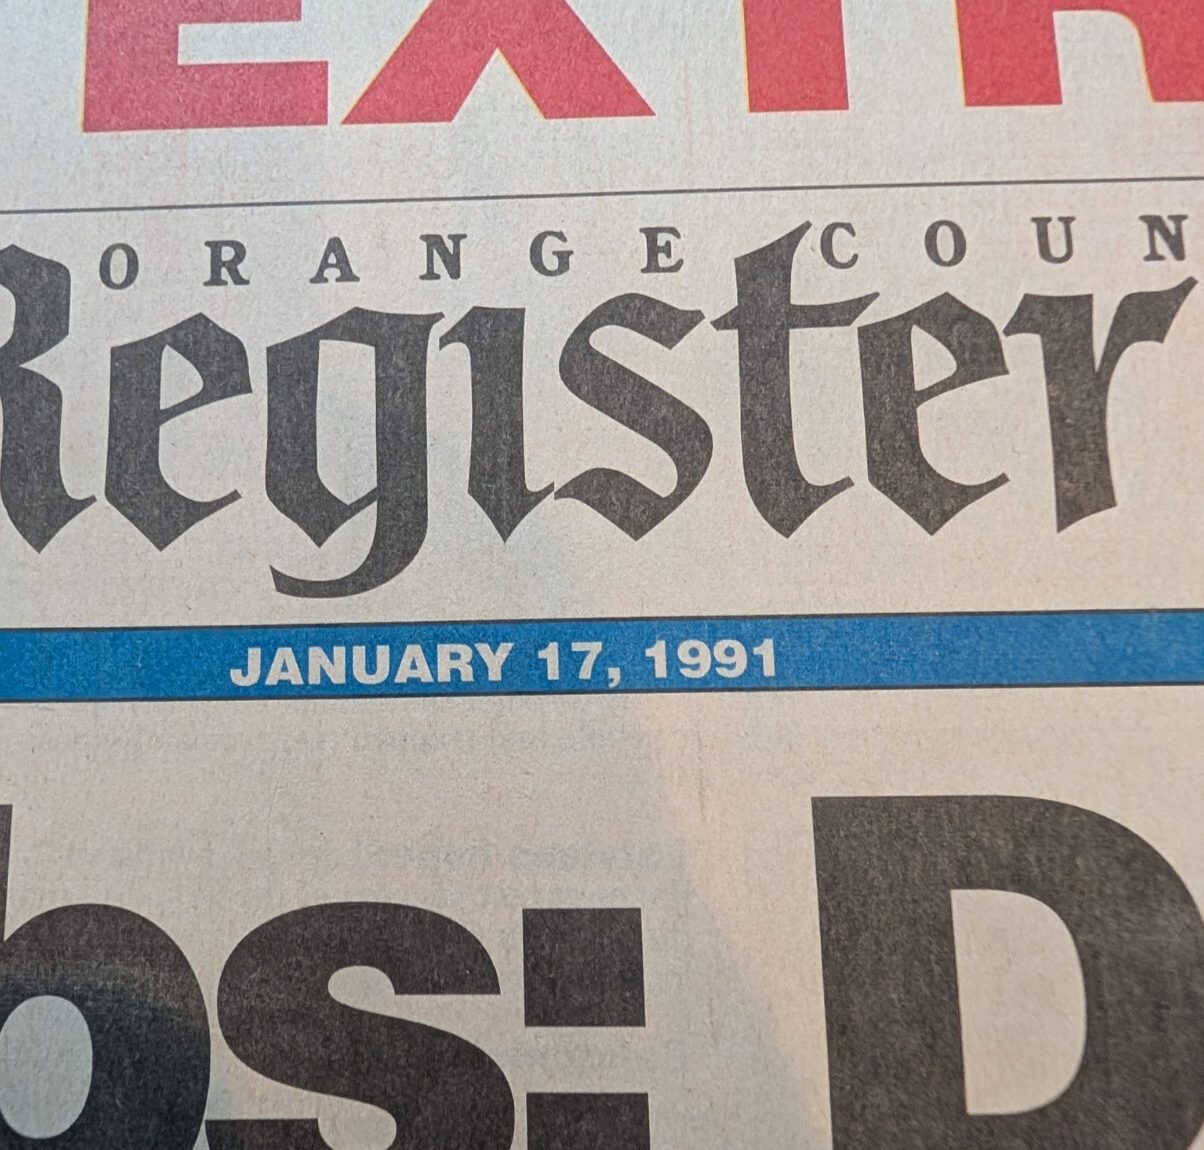 EXTR
ORANGE COUN
Register
JANUARY 17, 1991
bs: D